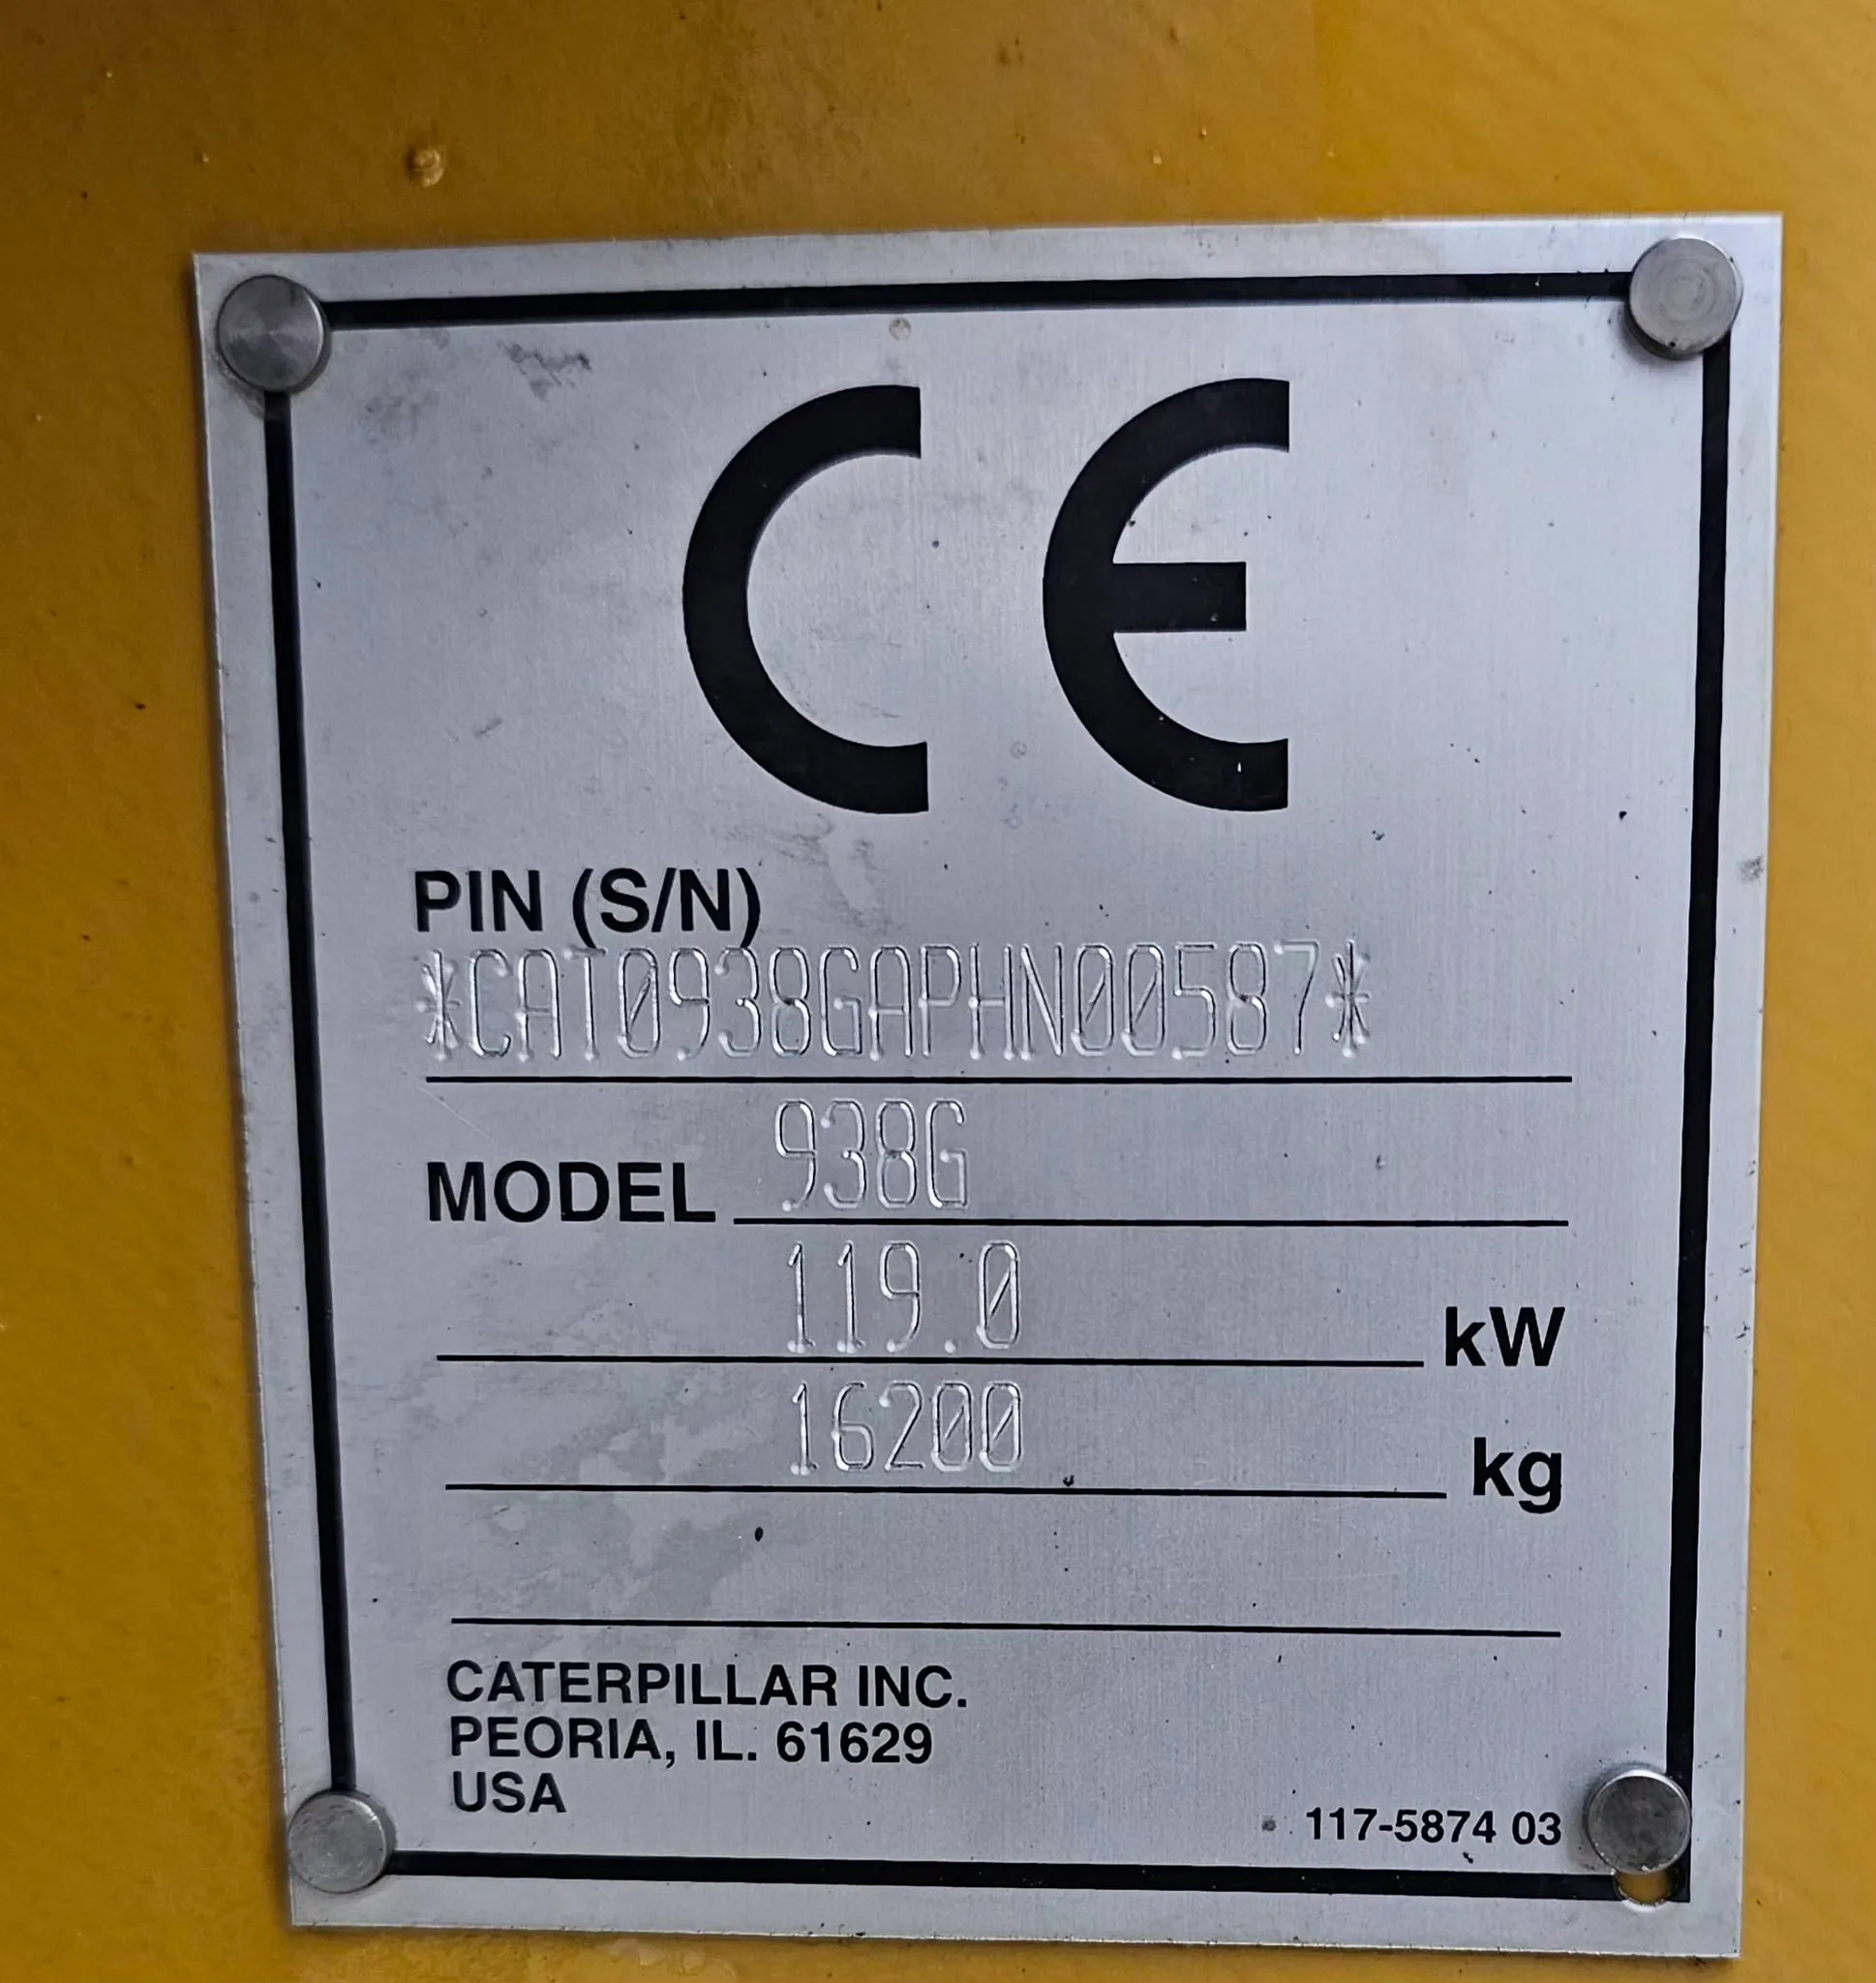 CE
PIN (S/N)
*CAT0938GAPHN00587*
MODEL 938G
119.0 kW
16200 kg
CATERPILLAR INC.
PEORIA, IL. 61629
USA
117-5874 03